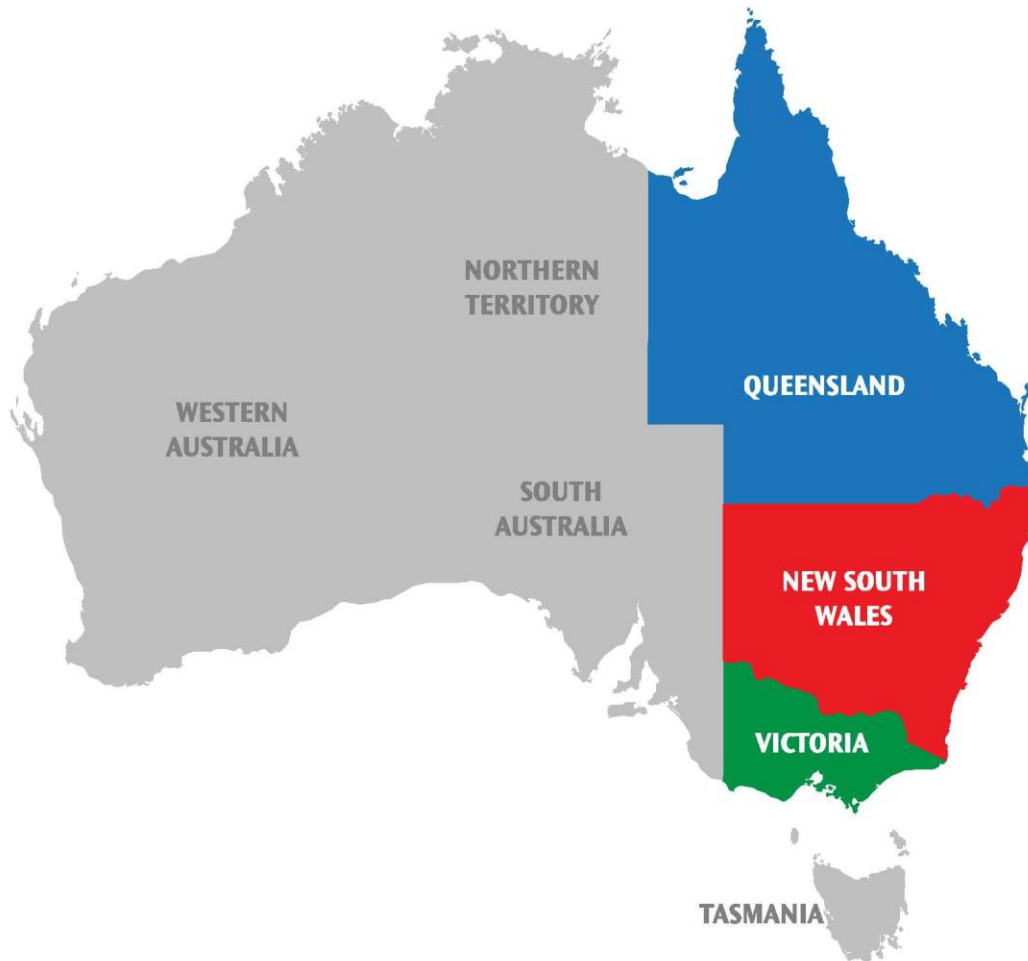 NORTHERN
TERRITORY
QUEENSLAND
WESTERN
AUSTRALIA
SOUTH
AUSTRALIA
NEW SOUTH
WALES
VICTORIA
TASMANIA